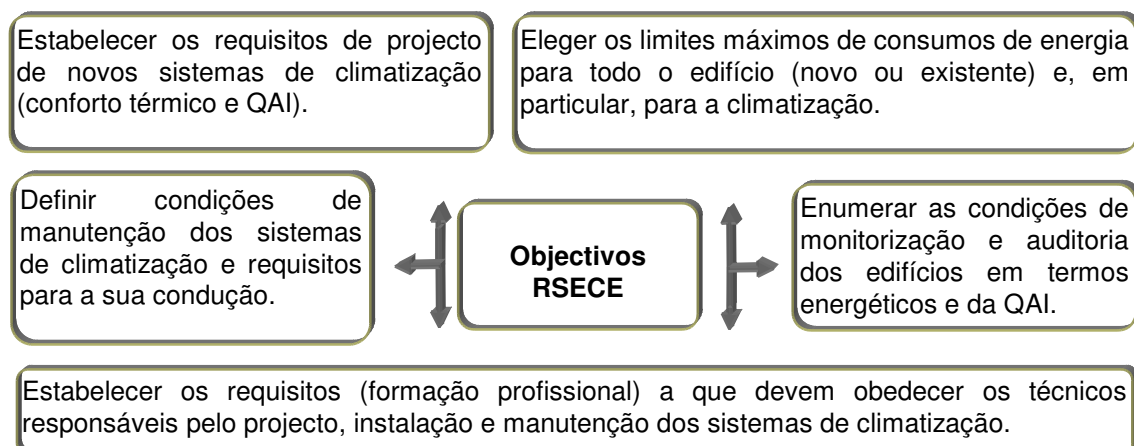 Estabelecer os requisitos de projecto
de novos sistemas de climatização
(conforto térmico e QAI).
Eleger os limites máximos de consumos de energia
para todo o edifício (novo ou existente) e, em
particular, para a climatização.
Definir condições de
manutenção dos sistemas
de climatização e requisitos
para a sua condução.
Objectivos
RSECE
Enumerar as condições de
monitorização e auditoria
dos edifícios em termos
energéticos e da QAI.
Estabelecer os requisitos (formação profissional) a que devem obedecer os técnicos
responsáveis pelo projecto, instalação e manutenção dos sistemas de climatização.